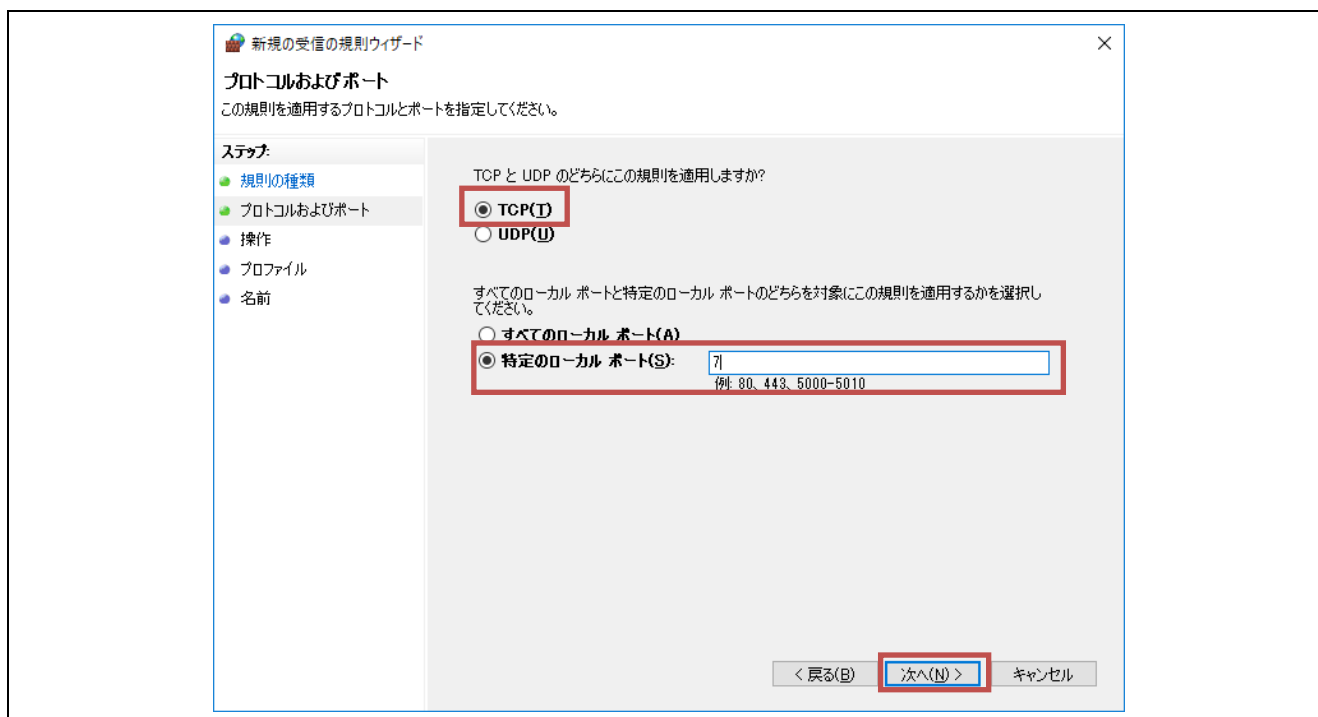 新規の受信の規則ウィザード
プロトコルおよびポート
この規則を適用するプロトコルとポートを指定してください。
ステップ:
規則の種類
プロトコルおよびポート
操作
プロファイル
名前
TCP と UDP のどちらにこの規則を適用しますか?
TCP(T)
UDP(U)
すべてのローカル ポートと特定のローカル ポートのどちらを対象にこの規則を適用するかを選択し
てください。
すべてのローカル ポート(A)
特定のローカル ポート(S): 7
例: 80、443、5000-5010
< 戻る(B) 次へ(N) > キャンセル